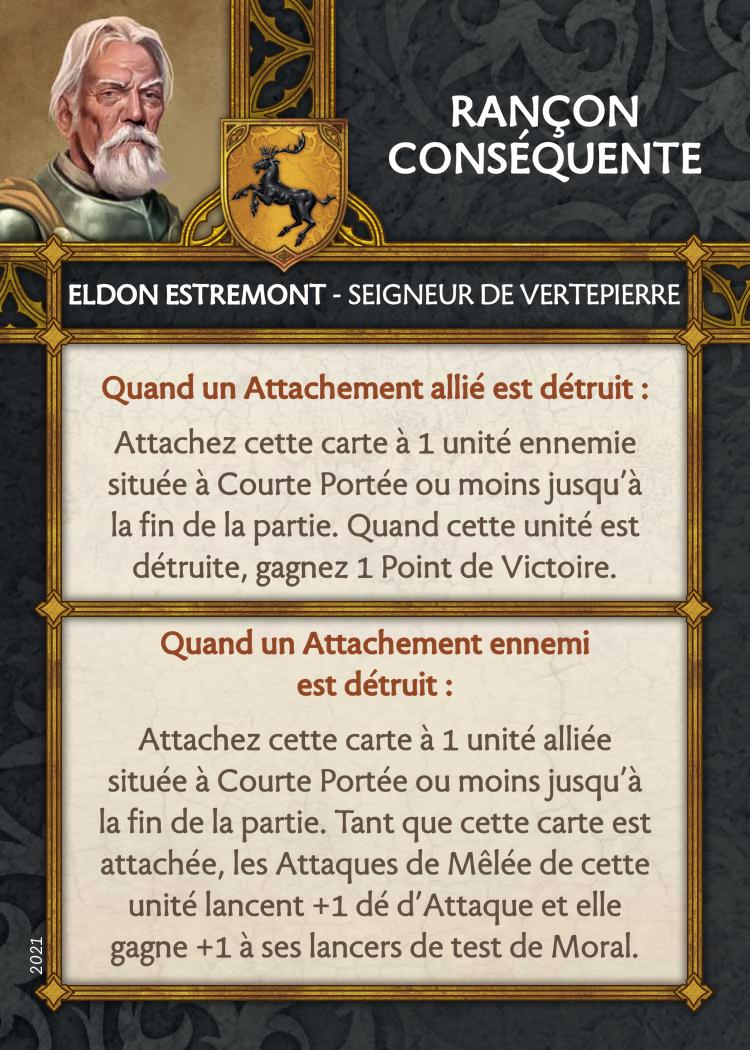 RANÇON
CONSÉQUENTE
ELDON ESTREMONT - SEIGNEUR DE VERTEPIERRE
Quand un Attachement allié est détruit :
Attachez cette carte à 1 unité ennemie
située à Courte Portée ou moins jusqu'à
la fin de la partie. Quand cette unité est
détruite, gagnez 1 Point de Victoire.
Quand un Attachement ennemi
est détruit :
Attachez cette carte à 1 unité alliée
située à Courte Portée ou moins jusqu'à
la fin de la partie. Tant que cette carte est
attachée, les Attaques de Mêlée de cette
unité lancent +1 dé d'Attaque et elle
gagne +1 à ses lancers de test de Moral.
2021